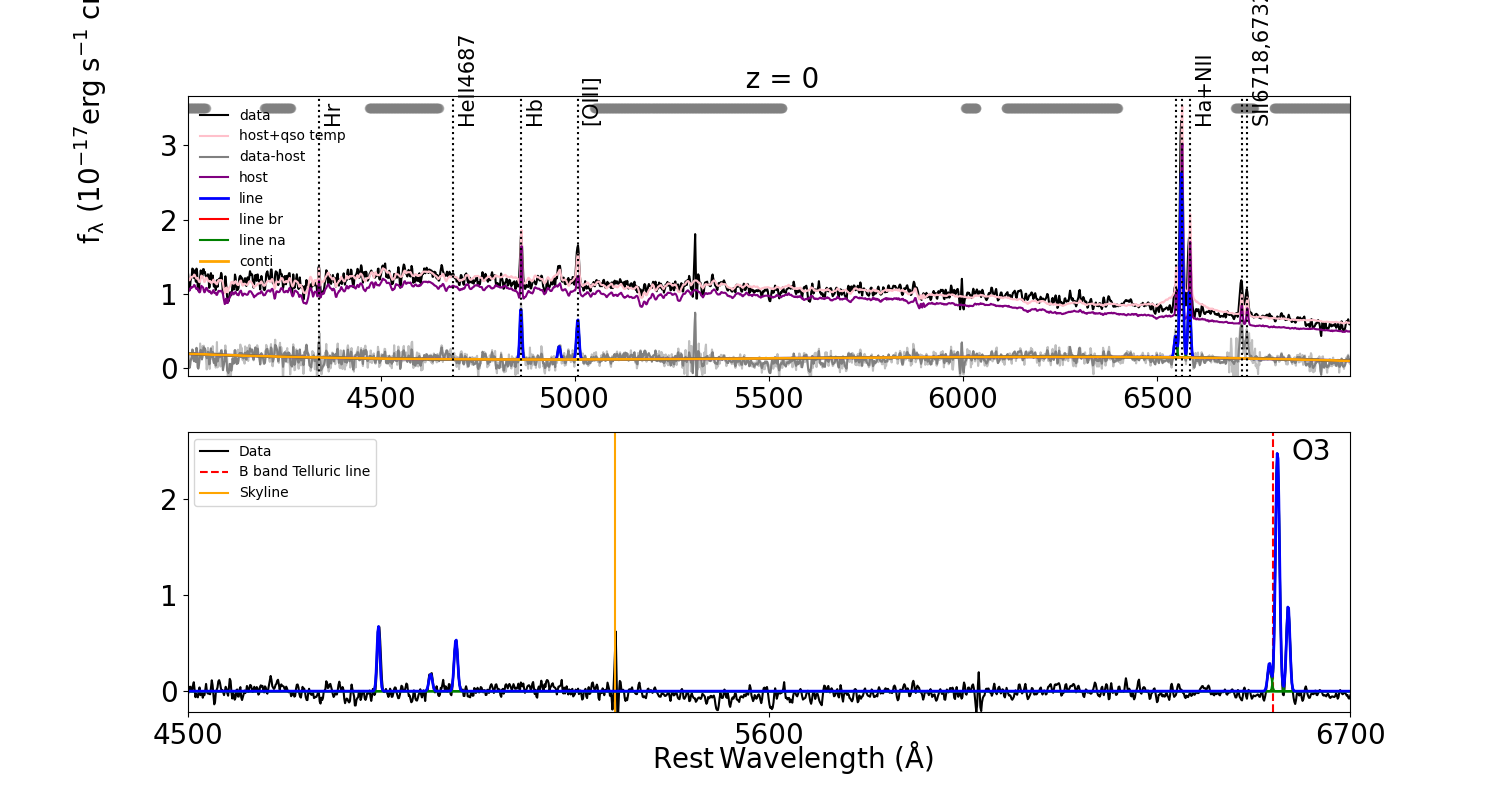 z = 0
f_λ (10^−17 erg s^−1
Hr
HeII4687
Hb
[OIII]
Ha+NII
SII6718,6732
data
host+qso temp
data-host
host
line
line br
line na
conti
3
2
1
0
4500 5000 5500 6000 6500
Data
B band Telluric line
Skyline
O3
2
1
0
4500 5600 6700
Rest Wavelength (Å)